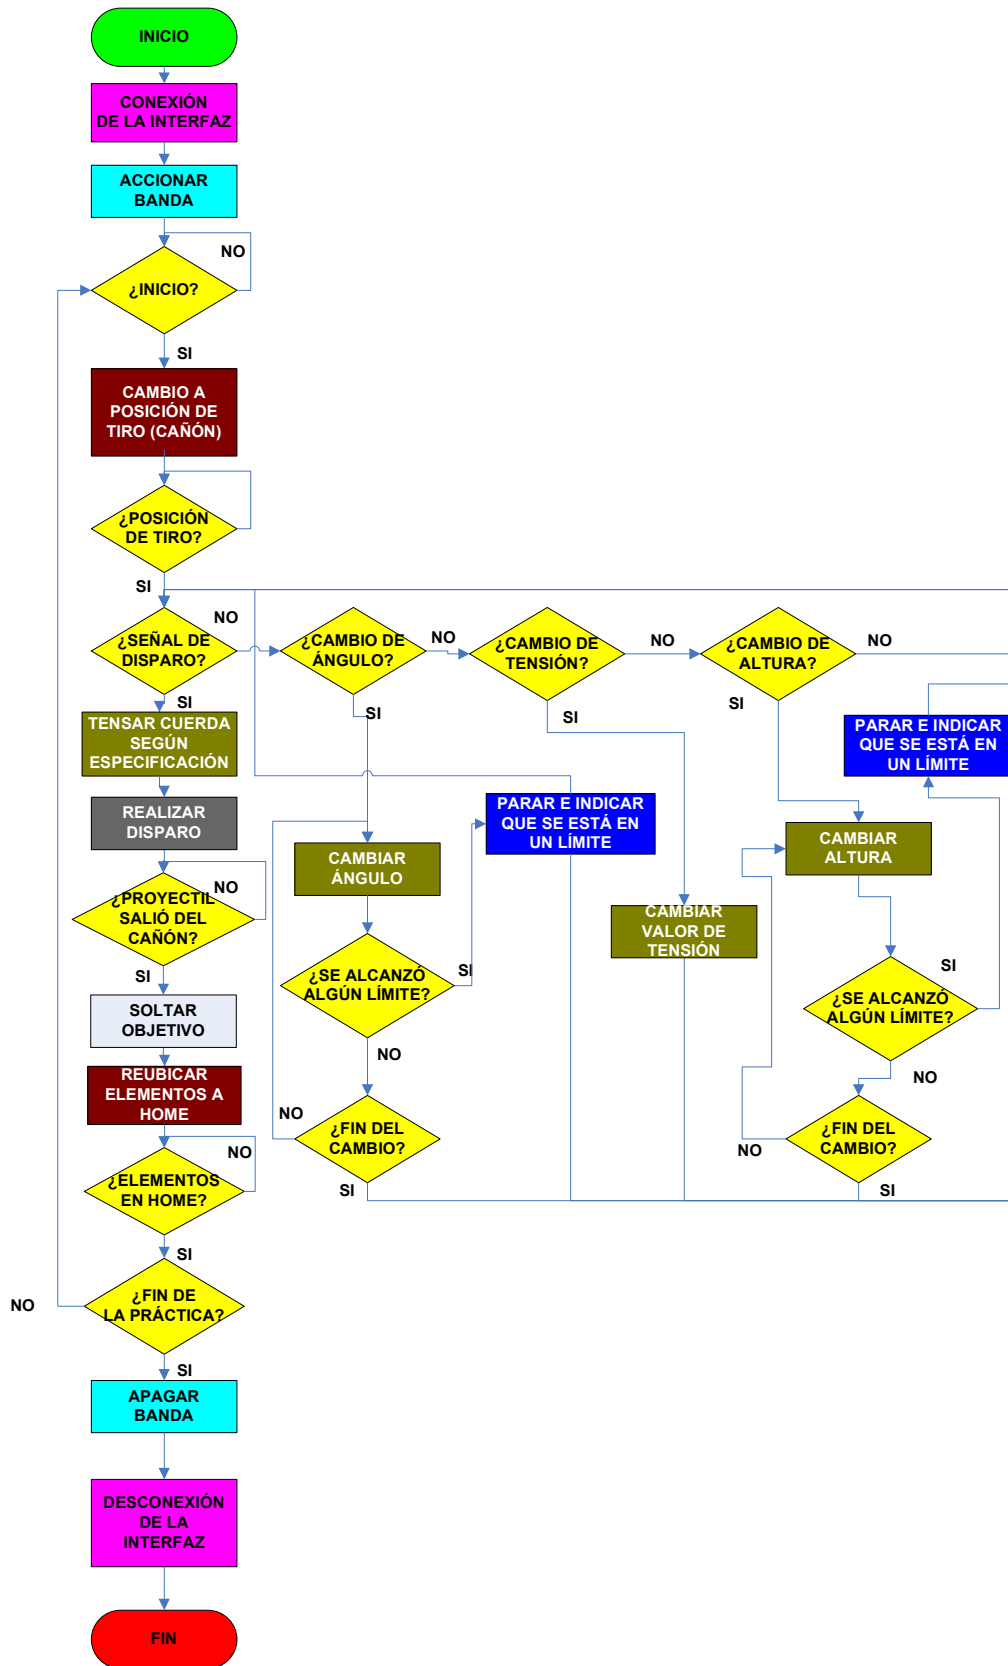 INICIO
CONEXIÓN
DE LA INTERFAZ
ACCIONAR
BANDA
NO
¿INICIO?
SI
CAMBIO A
POSICIÓN DE
TIRO (CAÑÓN)
¿POSICIÓN
DE TIRO?
SI
¿SEÑAL DE
DISPARO?
NO
¿CAMBIO DE
ÁNGULO?
NO
¿CAMBIO DE
TENSIÓN?
NO
¿CAMBIO DE
ALTURA?
NO
SI
SI
SI
SI
TENSAR CUERDA
SEGÚN
ESPECIFICACIÓN
PARAR E INDICAR
QUE SE ESTÁ EN
UN LÍMITE
REALIZAR
DISPARO
PARAR E INDICAR
QUE SE ESTÁ EN
UN LÍMITE
CAMBIAR
ÁNGULO
CAMBIAR
ALTURA
¿PROYECTIL
SALIÓ DEL
CAÑÓN?
NO
CAMBIAR
VALOR DE
TENSIÓN
SI
¿SE ALCANZÓ
ALGÚN LÍMITE?
SI
¿SE ALCANZÓ
ALGÚN LÍMITE?
SI
SOLTAR
OBJETIVO
NO
NO
REUBICAR
ELEMENTOS A
HOME
NO
¿FIN DEL
CAMBIO?
SI
NO
¿FIN DEL
CAMBIO?
SI
NO
¿ELEMENTOS
EN HOME?
SI
NO
¿FIN DE
LA PRÁCTICA?
SI
APAGAR
BANDA
DESCONEXIÓN
DE LA
INTERFAZ
FIN